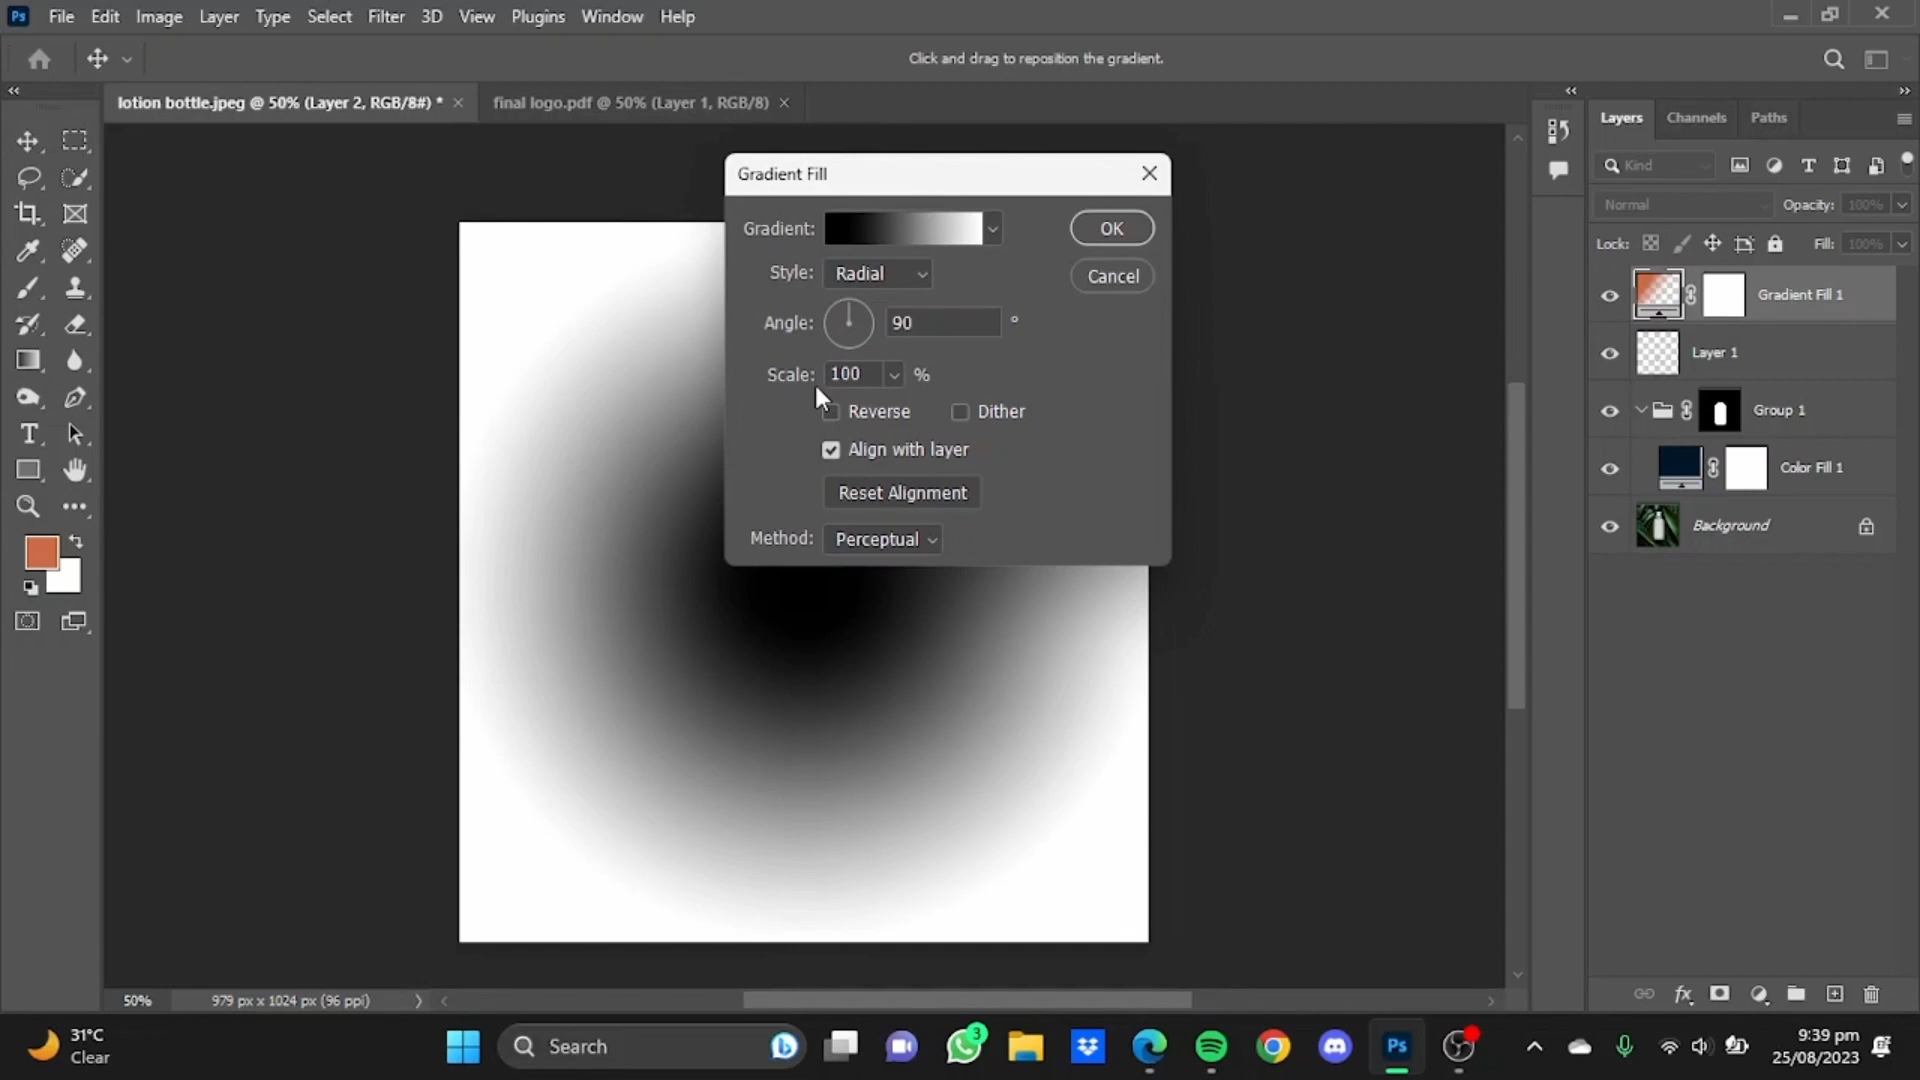 Ps File Edit Image Layer Type Select Filter 3D View Plugins Window Help
Click and drag to reposition the gradient.
lotion bottle.jpeg @ 50% (Layer 2, RGB/8#) *
final logo.pdf @ 50% (Layer 1, RGB/8)
Gradient Fill
Gradient:
OK
Style: Radial
Cancel
Angle: 90 °
Scale: 100 %
Reverse Dither
Align with layer
Reset Alignment
Method: Perceptual
Layers Channels Paths
Kind
Normal Opacity: 100%
Lock: Fill: 100%
Gradient Fill 1
Layer 1
Group 1
Color Fill 1
Background
50% 979 px x 1024 px (96 ppi)
31°C
Clear
Search
3
Ps
9:39 pm
25/08/2023